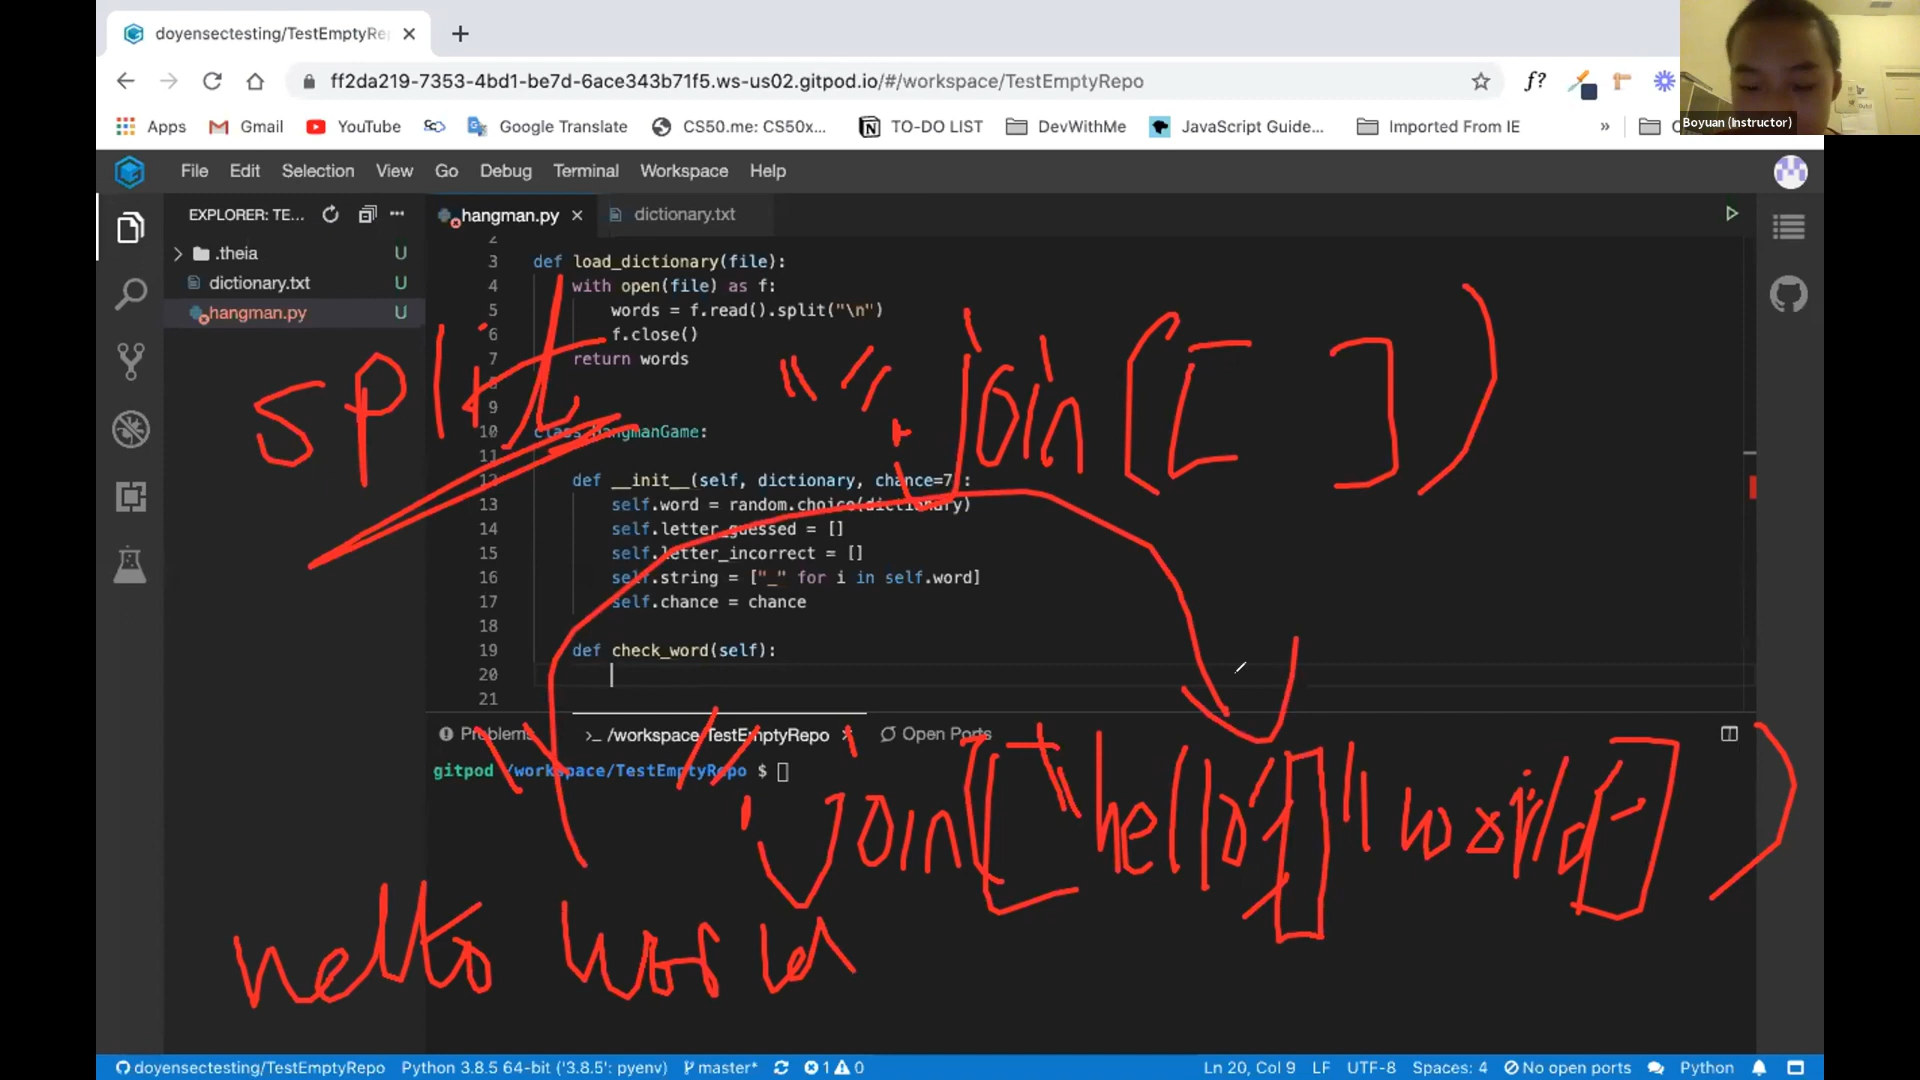 doyensectesting/TestEmptyRe
ff2da219-7353-4bd1-be7d-6ace343b71f5.ws-us02.gitpod.io/#/workspace/TestEmptyRepo
f?
Boyuan (Instructor)
Apps Gmail YouTube Google Translate CS50.me: CS50x... TO-DO LIST DevWithMe JavaScript Guide... Imported From IE »
File Edit Selection View Go Debug Terminal Workspace Help
EXPLORER: TE...
hangman.py
dictionary.txt
.theia U
dictionary.txt U
hangman.py U
2
3 def load_dictionary(file):
4 with open(file) as f:
5 words = f.read().split("\n")
6 f.close()
7 return words
8
9
10 class HangmanGame:
11
12 def __init__(self, dictionary, chance=7):
13 self.word = random.choice(dictionary)
14 self.letter_guessed = []
15 self.letter_incorrect = []
16 self.string = ["_" for i in self.word]
17 self.chance = chance
18
19 def check_word(self):
20
21
split
" ".join([ ])
Problems >_ /workspace/TestEmptyRepo Open Ports
gitpod /workspace/TestEmptyRepo $
" ".join(["hello", "world"])
hello world
doyensectesting/TestEmptyRepo Python 3.8.5 64-bit ('3.8.5': pyenv) master* 1 0 Ln 20, Col 9 LF UTF-8 Spaces: 4 No open ports Python